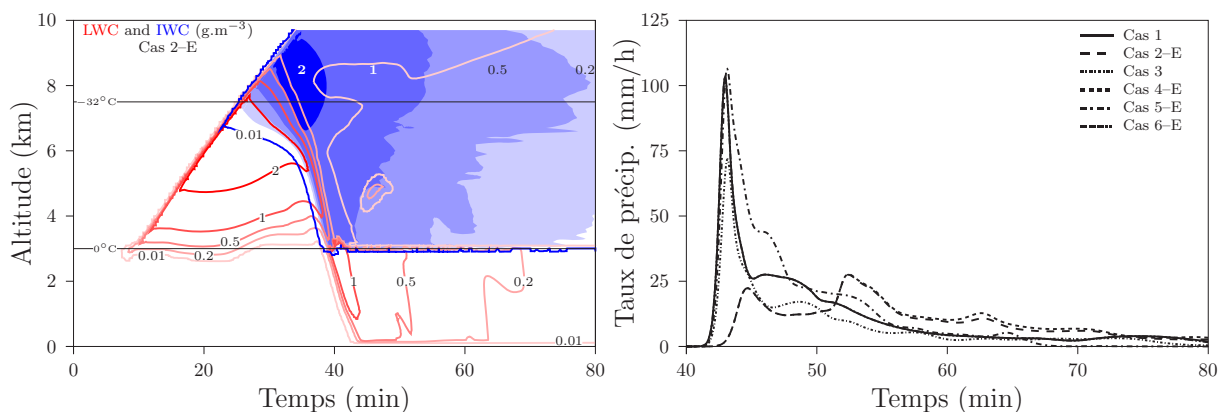 LWC and IWC (g.m−3)
Cas 2–E
10
8
6
4
2
0
Altitude (km)
−32°C
0°C
0.01
2
1
0.5
0.2
0.01
2
1
0.5
0.2
1
0.5
0.2
0.01
0
20
40
60
80
Temps (min)
125
100
75
50
25
0
Taux de précip. (mm/h)
Cas 1
Cas 2–E
Cas 3
Cas 4–E
Cas 5–E
Cas 6–E
40
50
60
70
80
Temps (min)